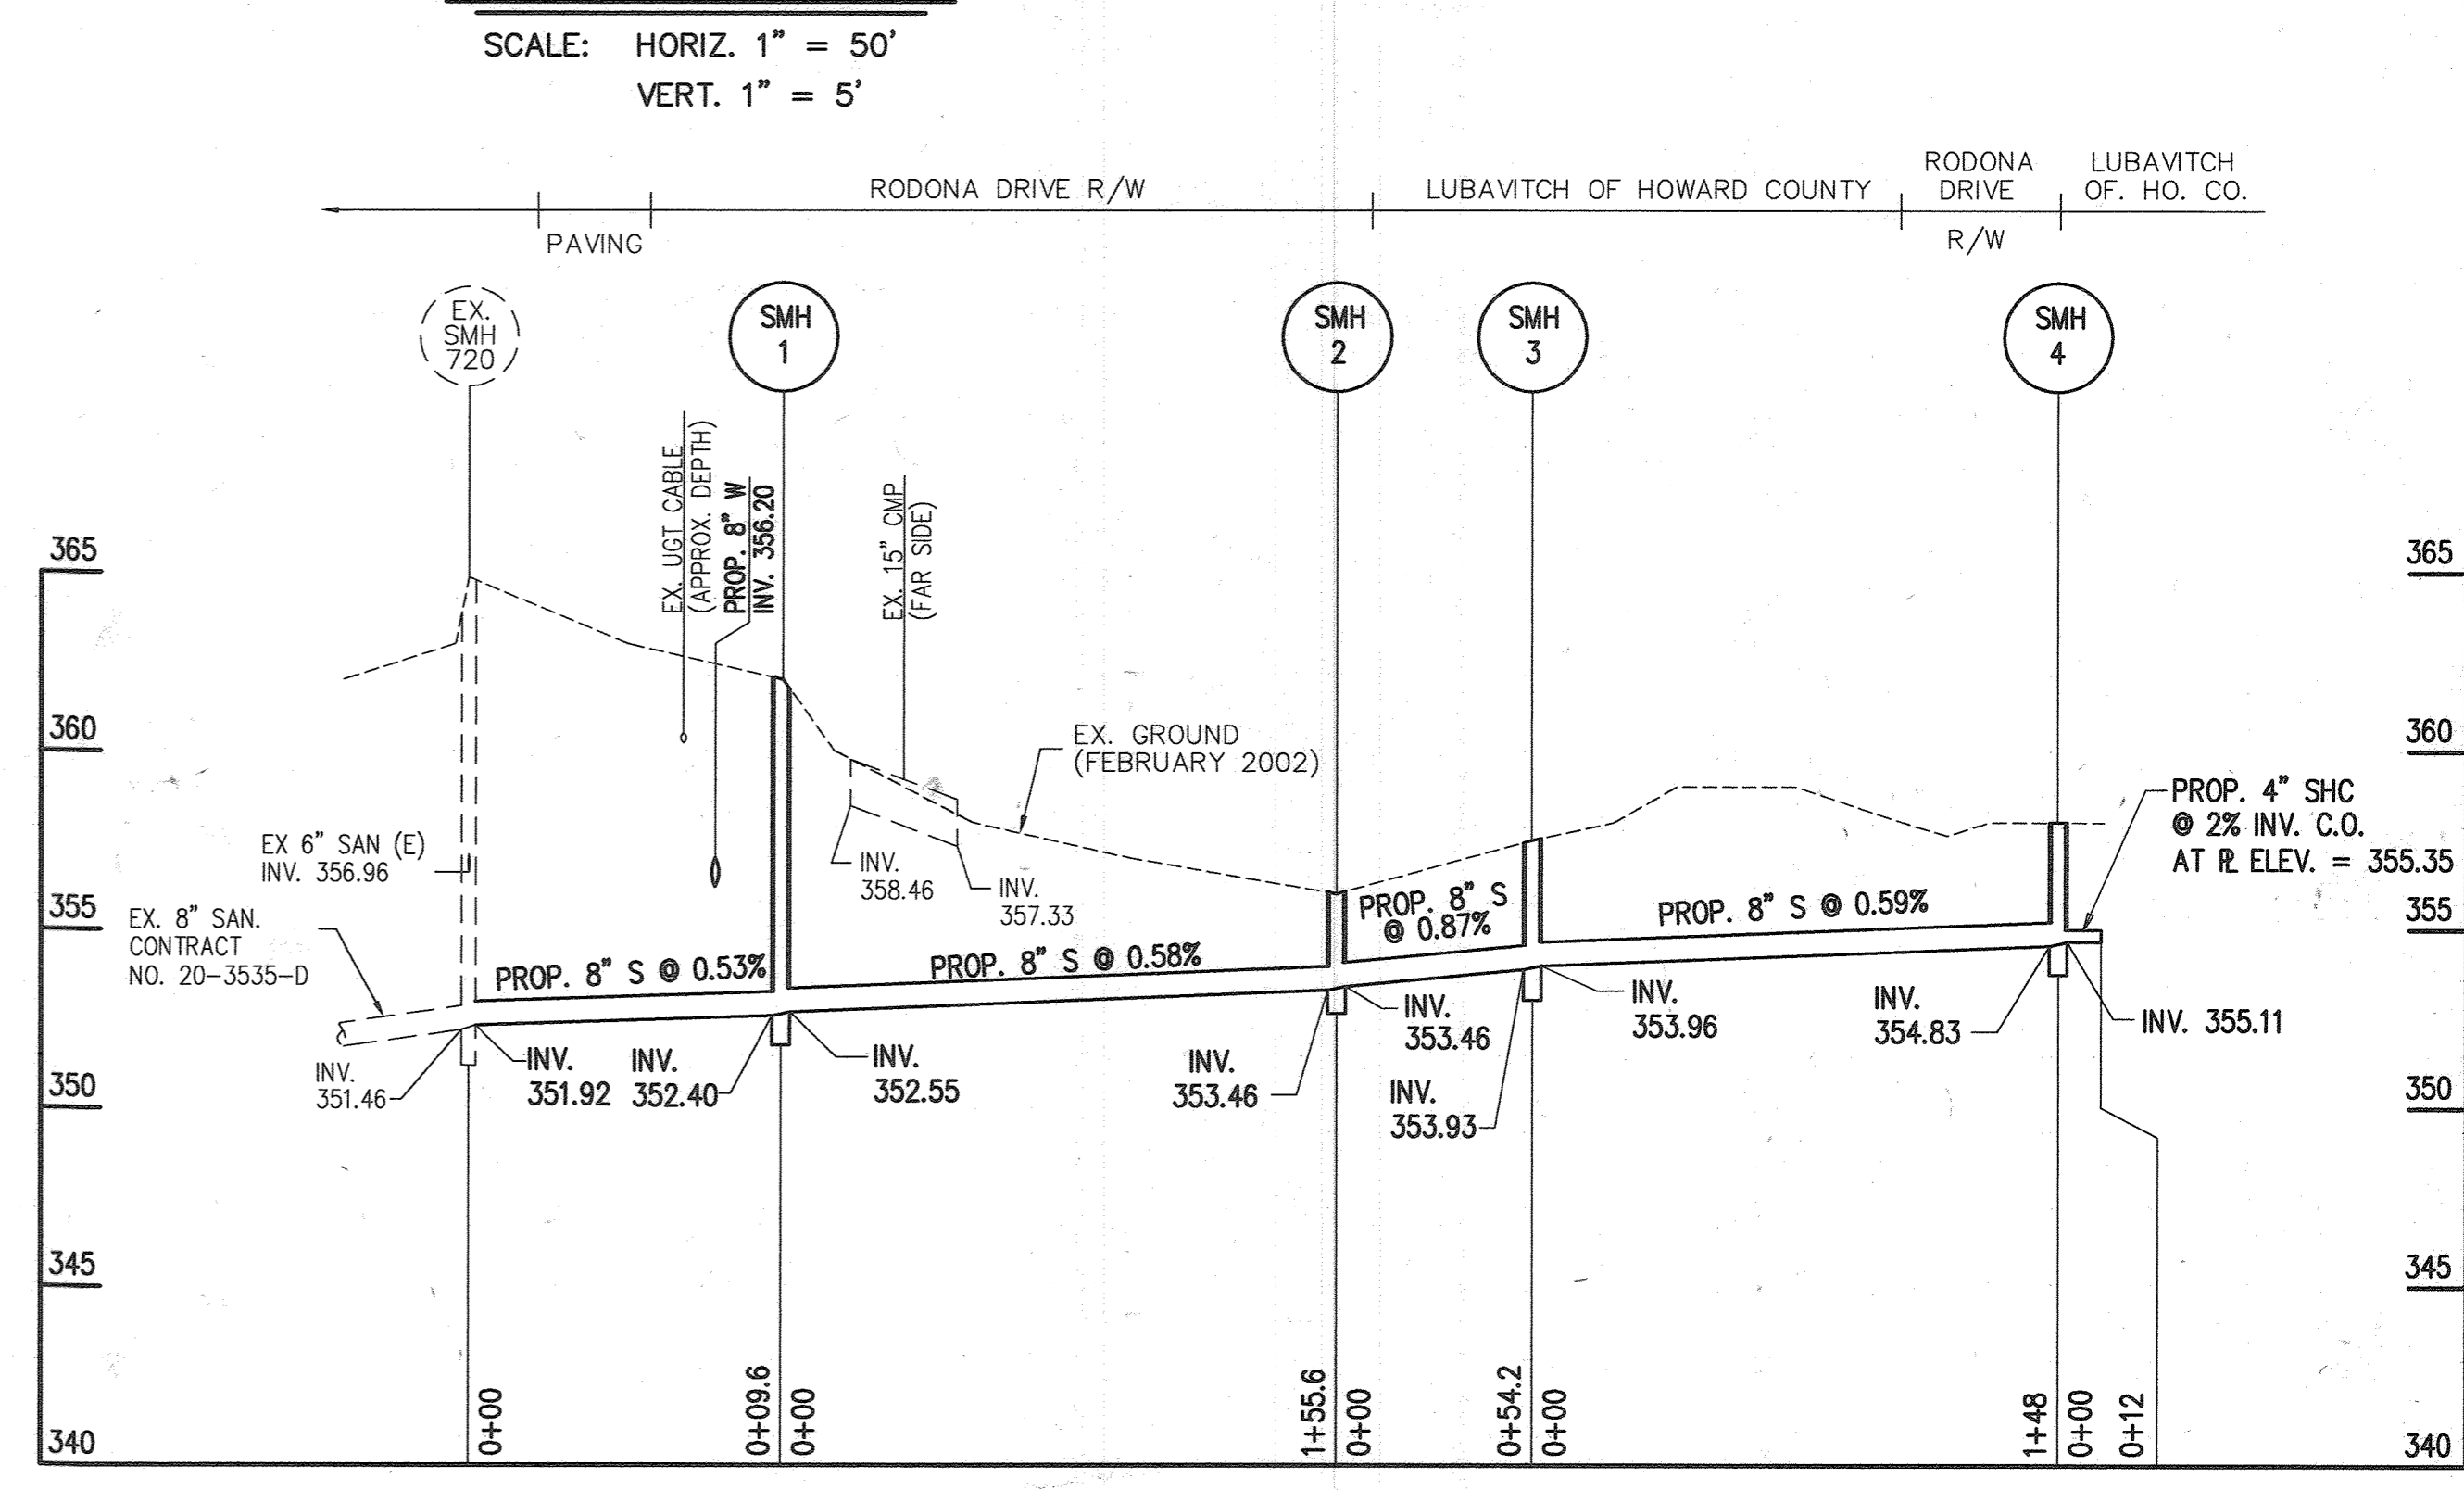 SCALE: HORIZ. 1" = 50'
VERT. 1" = 5'
RODONA DRIVE R/W
LUBAVITCH OF HOWARD COUNTY
RODONA
DRIVE
R/W
LUBAVITCH
OF. HO. CO.
PAVING
EX.
SMH
720
SMH
1
SMH
2
SMH
3
SMH
4
EX. UGT CABLE
(APPROX. DEPTH)
PROP. 8" W
INV. 356.20
EX. 15" CMP
(FAR SIDE)
365
360
355
350
345
340
365
360
355
350
345
340
EX. GROUND
(FEBRUARY 2002)
PROP. 4" SHC
@ 2% INV. C.O.
AT ℄ ELEV. = 355.35
EX 6" SAN (E)
INV. 356.96
INV.
358.46
INV.
357.33
EX. 8" SAN.
CONTRACT
NO. 20-3535-D
PROP. 8" S @ 0.53%
PROP. 8" S @ 0.58%
PROP. 8" S
@ 0.87%
PROP. 8" S @ 0.59%
INV.
351.46
INV.
351.92
INV.
352.40
INV.
352.55
INV.
353.46
INV.
353.46
INV.
353.93
INV.
353.96
INV.
354.83
INV. 355.11
0+00
0+09.6
0+00
1+55.6
0+00
0+54.2
0+00
1+48
0+00
0+12